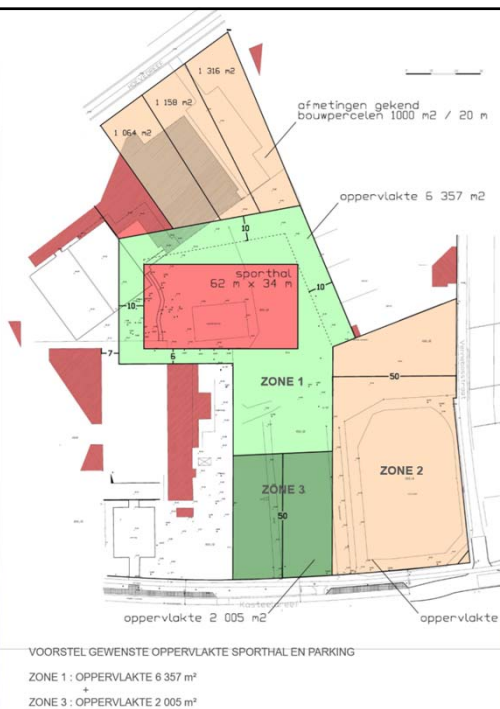 1 316 m2
1 158 m2
1 064 m2
afmetingen gekend
bouwpercelen 1000 m2 / 20 m
oppervlakte 6 357 m2
10
sporthal
62 m x 34 m
10
10
7
6
50
ZONE 1
ZONE 2
ZONE 3
50
oppervlakte 2 005 m2
oppervlakte
VOORSTEL GEWENSTE OPPERVLAKTE SPORTHAL EN PARKING
ZONE 1 : OPPERVLAKTE 6 357 m²
+
ZONE 3 : OPPERVLAKTE 2 005 m²